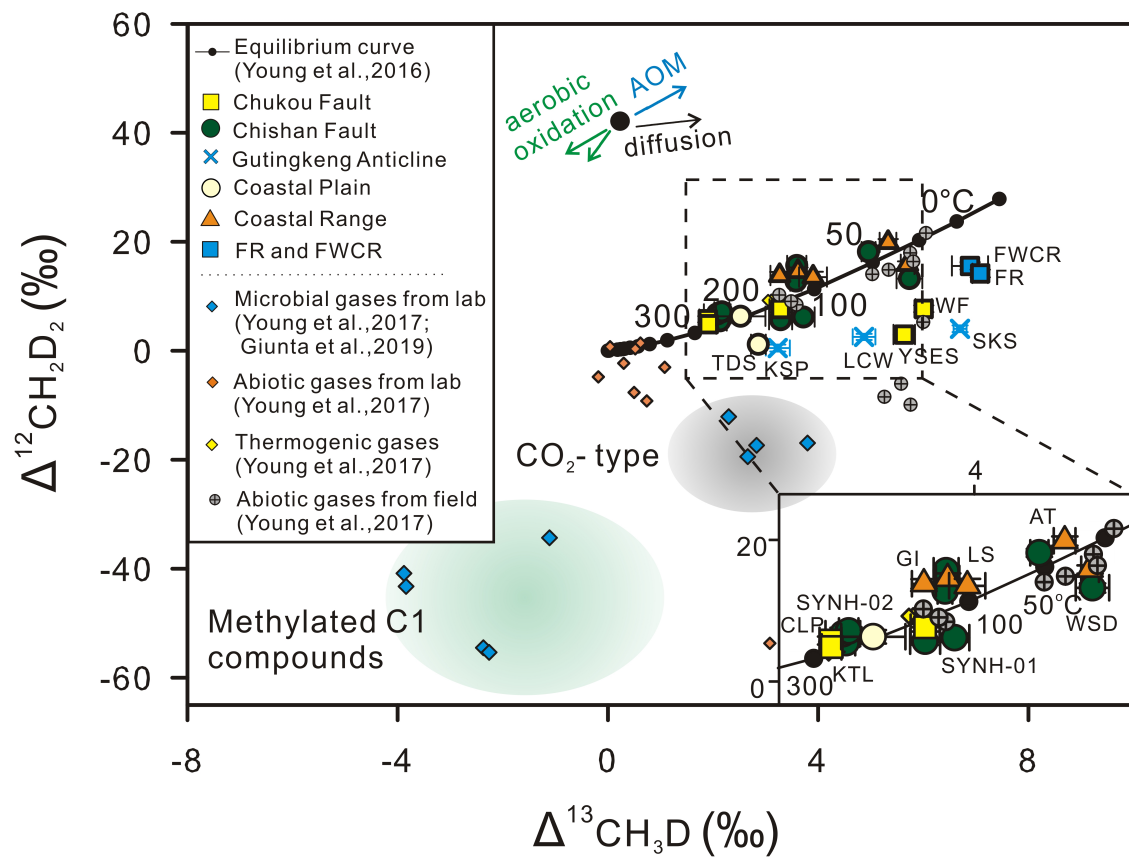 60
40
20
0
-20
-40
-60
-8
-4
0
4
8
Δ¹²CH₂D₂ (‰)
Δ¹³CH₃D (‰)
Equilibrium curve
(Young et al.,2016)
Chukou Fault
Chishan Fault
Gutingkeng Anticline
Coastal Plain
Coastal Range
FR and FWCR
Microbial gases from lab
(Young et al.,2017;
Giunta et al.,2019)
Abiotic gases from lab
(Young et al.,2017)
Thermogenic gases
(Young et al.,2017)
Abiotic gases from field
(Young et al.,2017)
aerobic
oxidation
AOM
diffusion
0°C
50
100
200
300
FWCR
FR
WF
SKS
YSES
LCW
KSP
TDS
CO₂- type
Methylated C1
compounds
4
20
0
AT
GI
LS
SYNH-02
CLP
KTL
300
SYNH-01
100
50°C
WSD